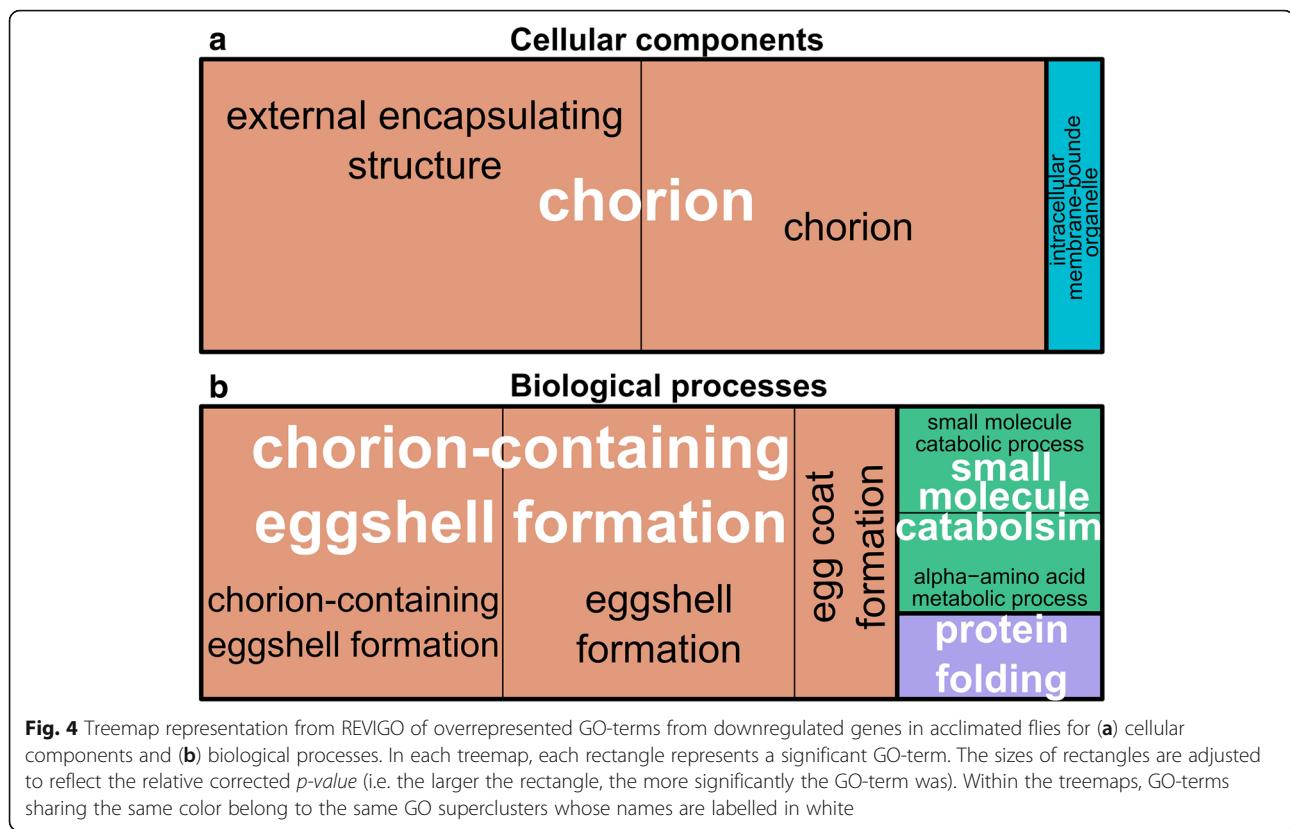 a
Cellular components
external encapsulating
structure
chorion
chorion
intracellular
membrane-bounde
organelle
b
Biological processes
chorion-containing
eggshell formation
chorion-containing
eggshell formation
eggshell
formation
egg coat
formation
small molecule
catabolic process
small
molecule
catabolsim
alpha−amino acid
metabolic process
protein
folding
Fig. 4 Treemap representation from REVIGO of overrepresented GO-terms from downregulated genes in acclimated flies for (a) cellular
components and (b) biological processes. In each treemap, each rectangle represents a significant GO-term. The sizes of rectangles are adjusted
to reflect the relative corrected p-value (i.e. the larger the rectangle, the more significantly the GO-term was). Within the treemaps, GO-terms
sharing the same color belong to the same GO superclusters whose names are labelled in white